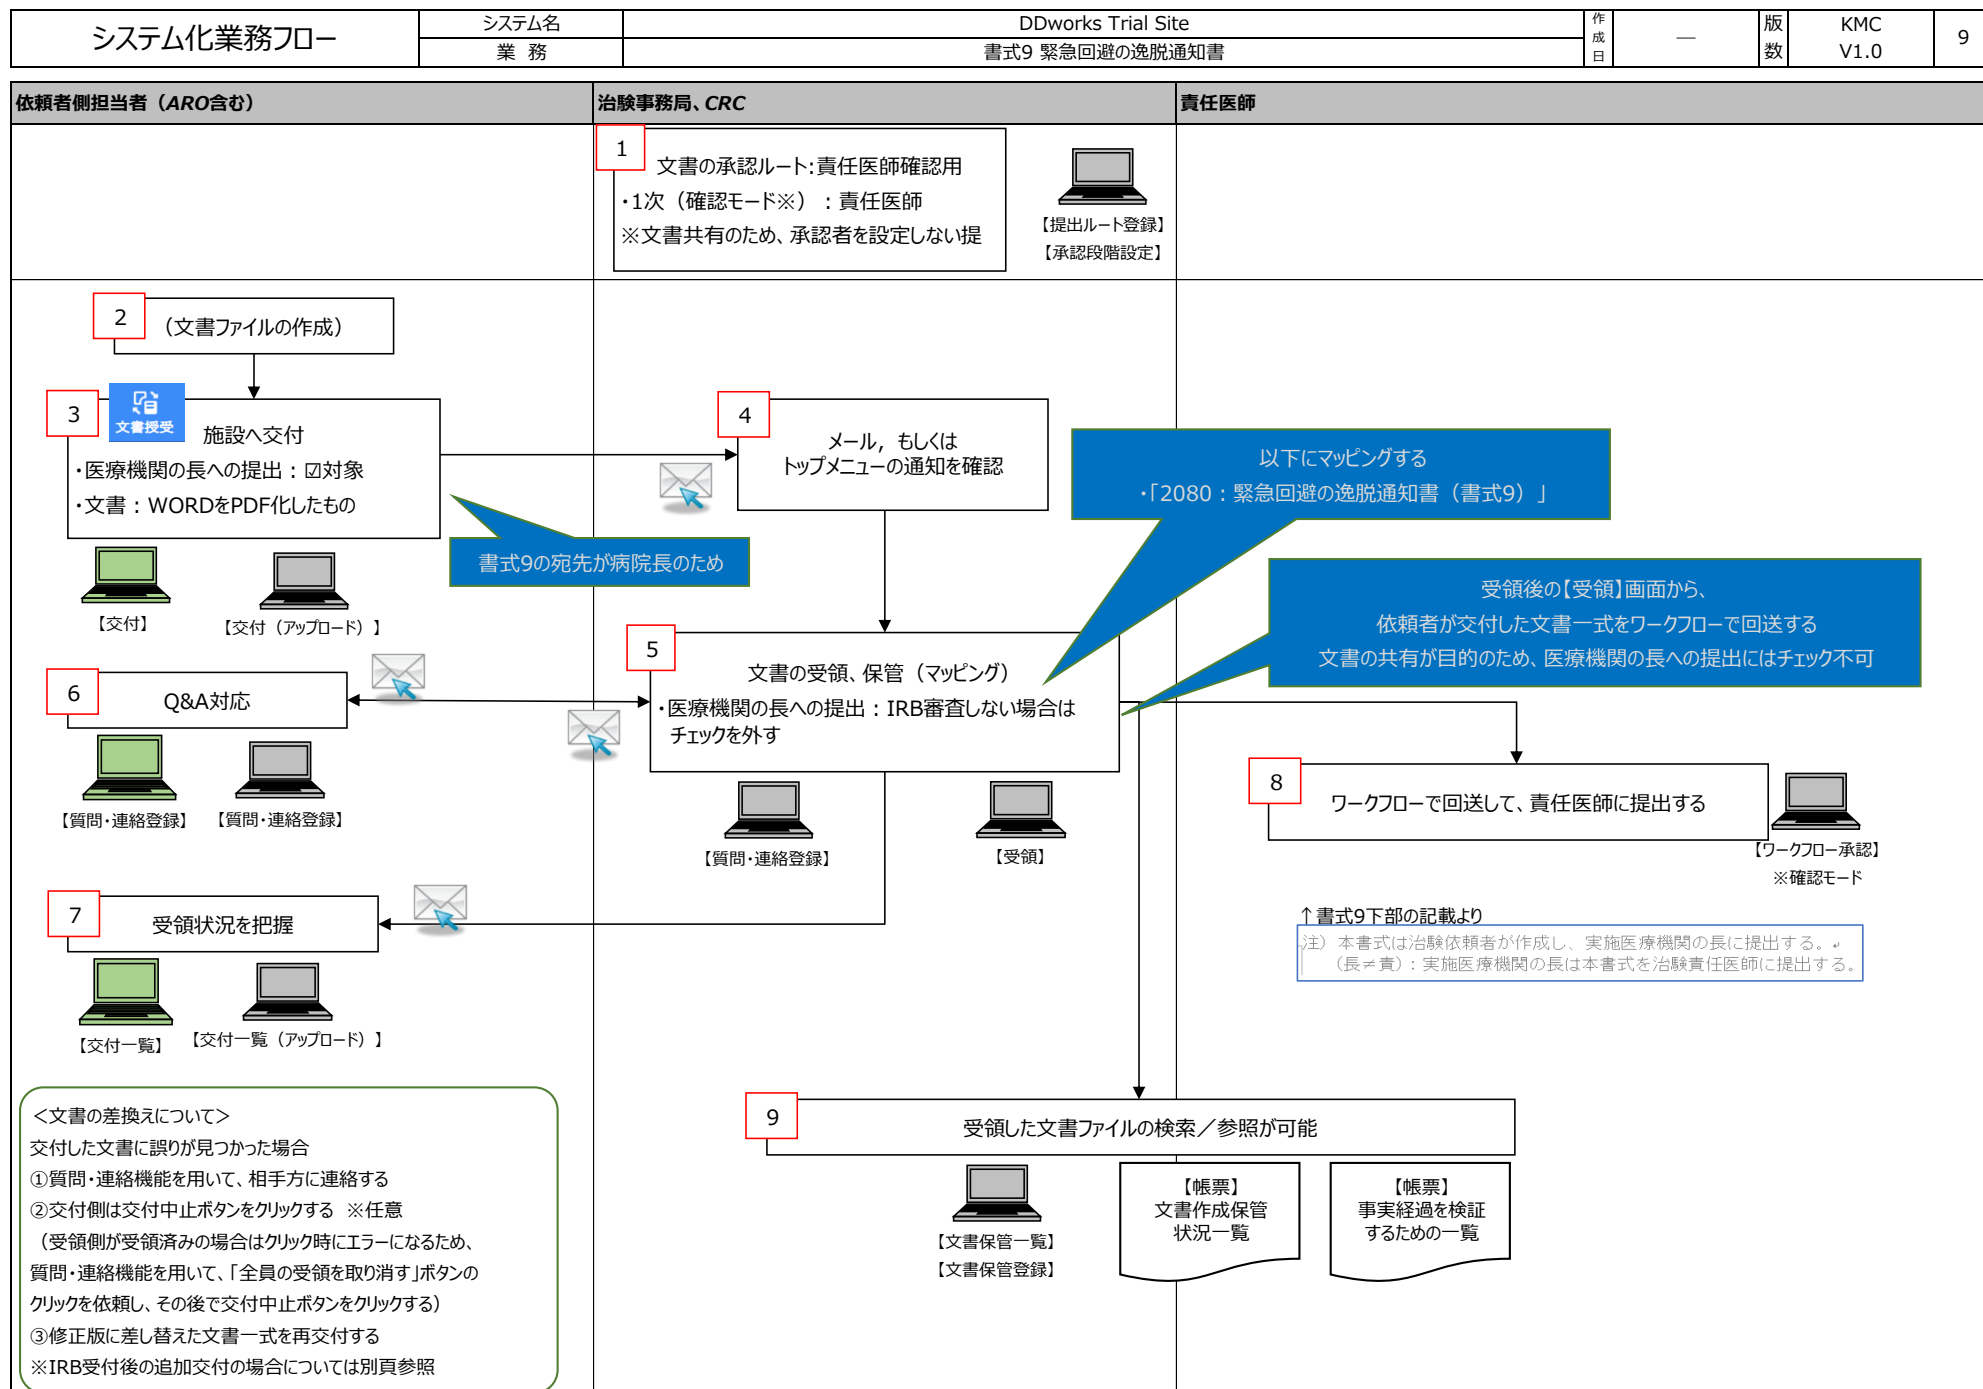 システム化業務フロー
システム名
DDworks Trial Site
業 務
書式9 緊急回避の逸脱通知書
作成日
―
版数
KMC
V1.0
9
依頼者側担当者（ARO含む）
治験事務局、CRC
責任医師
1
文書の承認ルート:責任医師確認用
・1次（確認モード※）：責任医師
※文書共有のため、承認者を設定しない提
【提出ルート登録】
【承認段階設定】
2
（文書ファイルの作成）
3
文書授受
施設へ交付
・医療機関の長への提出：☑対象
・文書：WORDをPDF化したもの
【交付】
【交付（アップロード）】
書式9の宛先が病院長のため
4
メール，もしくは
トップメニューの通知を確認
以下にマッピングする
・「2080：緊急回避の逸脱通知書（書式9）」
受領後の【受領】画面から、
依頼者が交付した文書一式をワークフローで回送する
文書の共有が目的のため、医療機関の長への提出にはチェック不可
5
文書の受領、保管（マッピング）
・医療機関の長への提出：IRB審査しない場合は
チェックを外す
【質問・連絡登録】
【受領】
6
Q&A対応
【質問・連絡登録】
【質問・連絡登録】
7
受領状況を把握
【交付一覧】
【交付一覧（アップロード）】
8
ワークフローで回送して、責任医師に提出する
【ワークフロー承認】
※確認モード
↑書式9下部の記載より
注）本書式は治験依頼者が作成し、実施医療機関の長に提出する。↵
（長≠責）：実施医療機関の長は本書式を治験責任医師に提出する。
9
受領した文書ファイルの検索／参照が可能
【文書保管一覧】
【文書保管登録】
【帳票】
文書作成保管
状況一覧
【帳票】
事実経過を検証
するための一覧
＜文書の差換えについて＞
交付した文書に誤りが見つかった場合
①質問・連絡機能を用いて、相手方に連絡する
②交付側は交付中止ボタンをクリックする ※任意
（受領側が受領済みの場合はクリック時にエラーになるため、
質問・連絡機能を用いて、「全員の受領を取り消す」ボタンの
クリックを依頼し、その後で交付中止ボタンをクリックする）
③修正版に差し替えた文書一式を再交付する
※IRB受付後の追加交付の場合については別頁参照